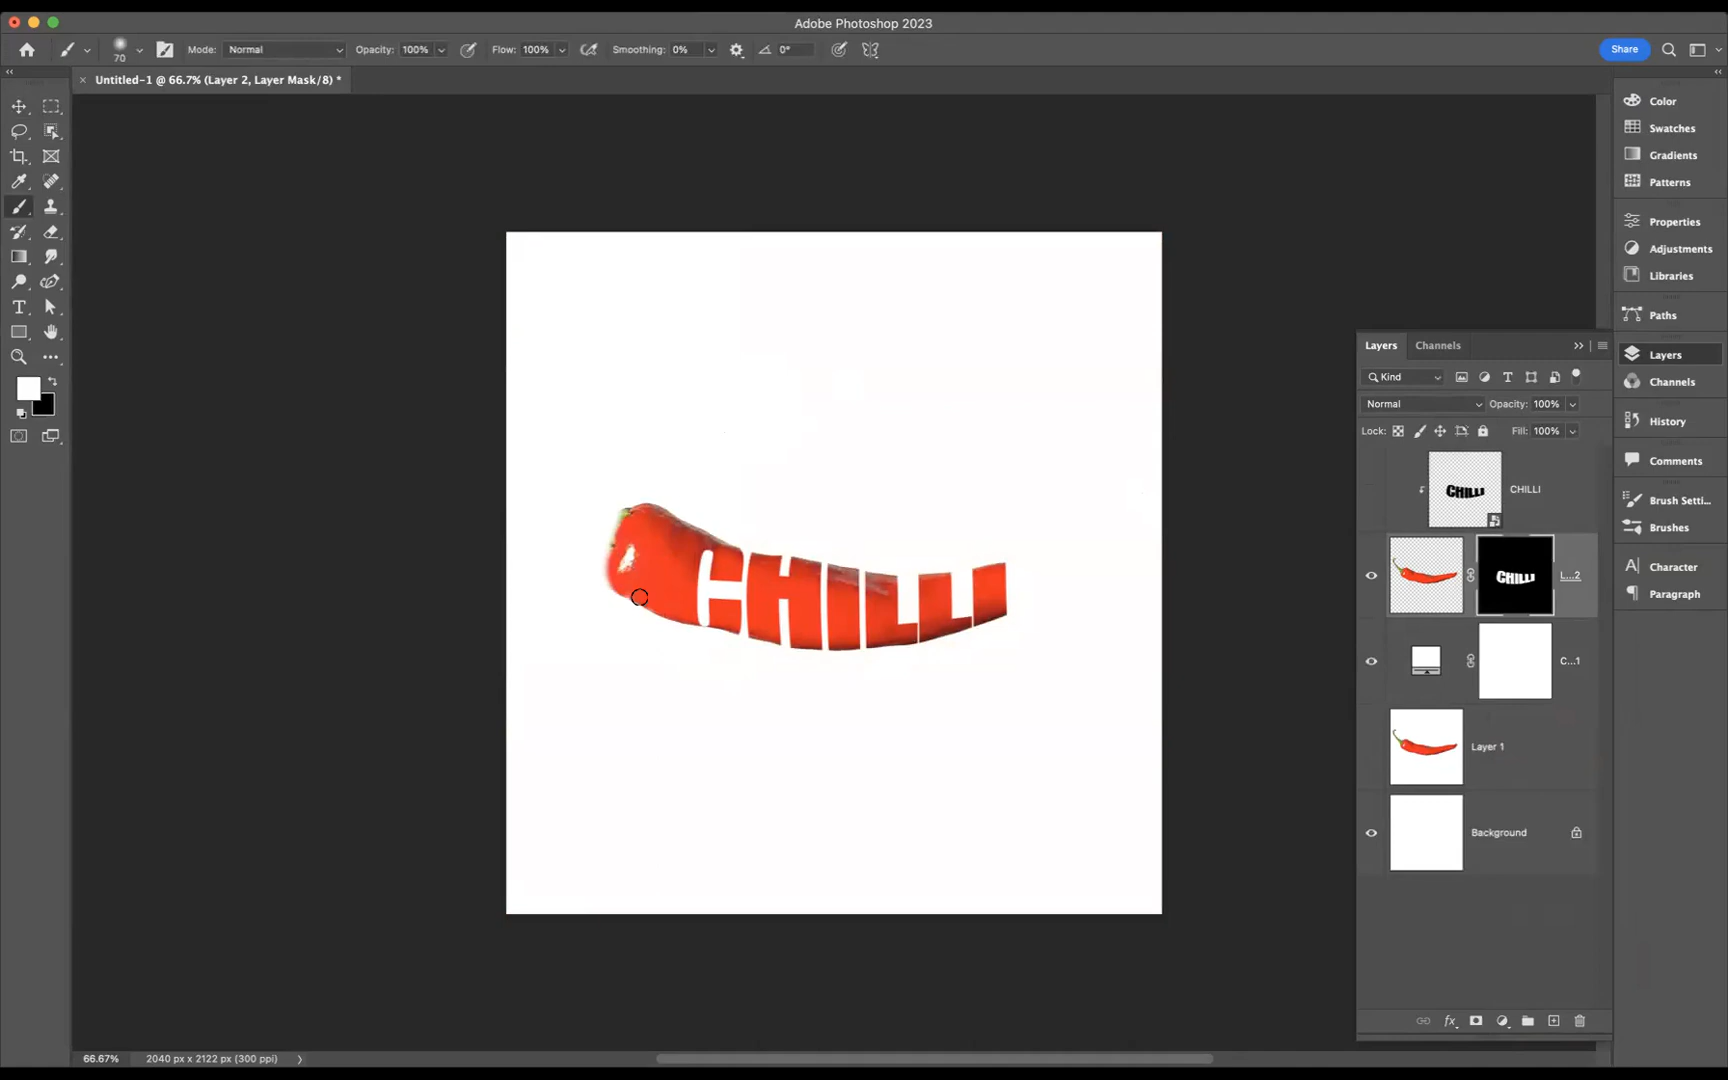 Adobe Photoshop 2023
70 Mode: Normal Opacity: 100% Flow: 100% Smoothing: 0% 0° Share
× Untitled-1 @ 66.7% (Layer 2, Layer Mask/8) *
Color
Swatches
Gradients
Patterns
Properties
Adjustments
Libraries
Paths
Layers
Channels
History
Comments
Brush Setti...
Brushes
Character
Paragraph
Layers Channels
Kind
Normal Opacity: 100%
Lock: Fill: 100%
CHILLI CHILLI
CHILLI L...2
C...1
Layer 1
Background
CHILLI
66.67% 2040 px x 2122 px (300 ppi)